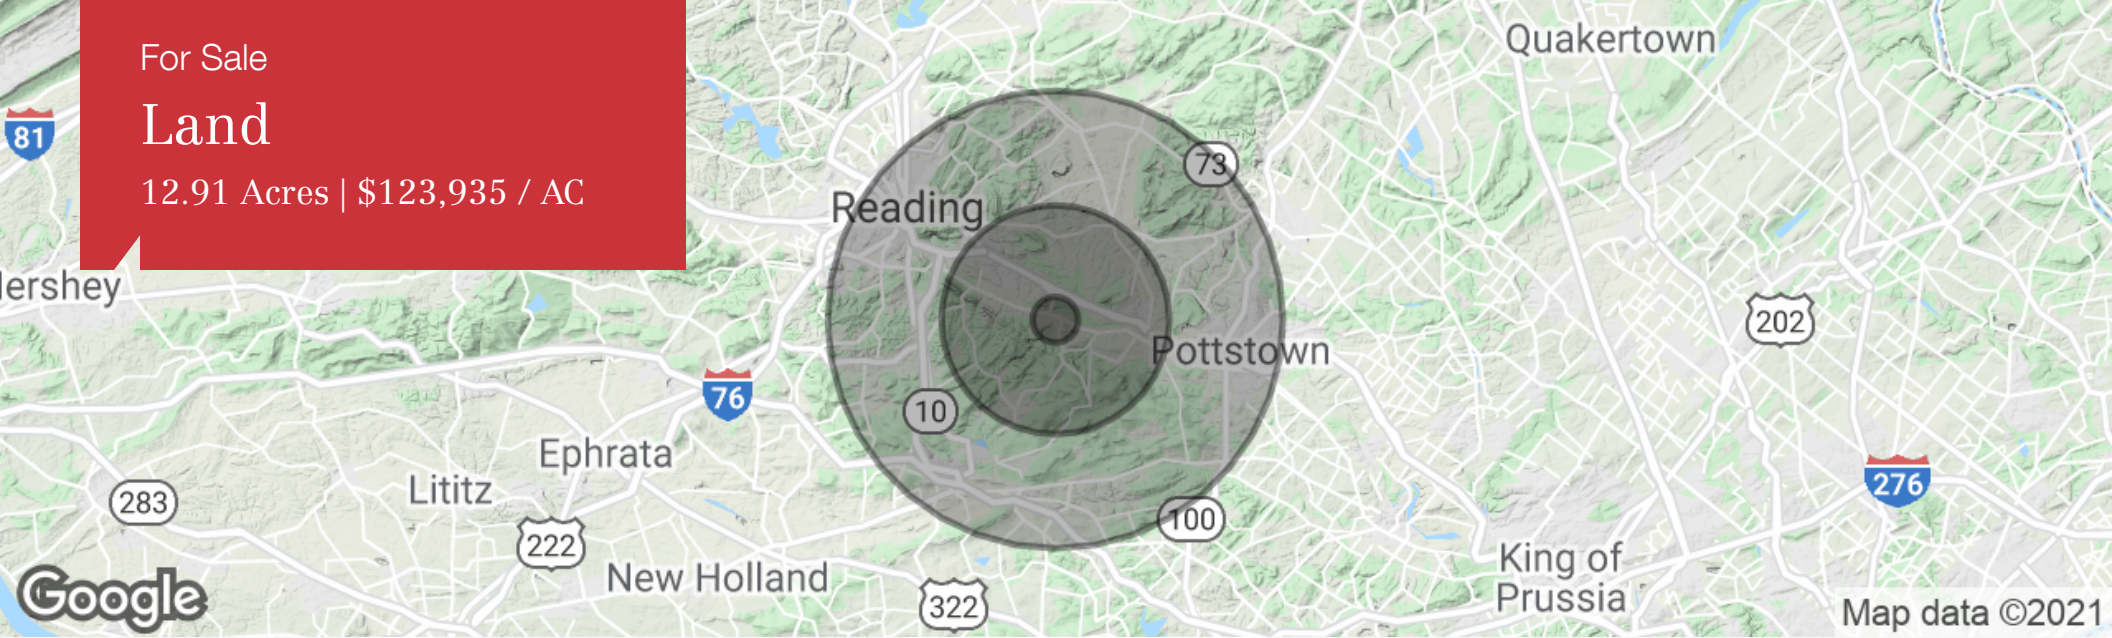 For Sale
Land
12.91 Acres | $123,935 / AC
Quakertown
81
73
Reading
ershey
202
Pottstown
76
10
Ephrata
276
Lititz
283
100
222
King of
Prussia
New Holland
322
Google
Map data ©2021